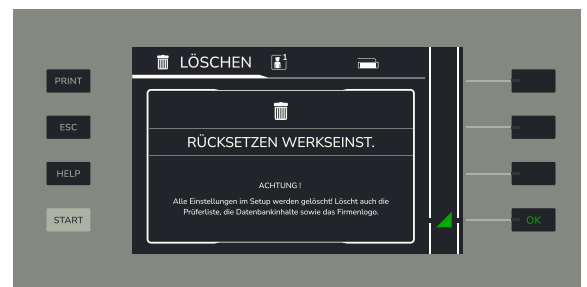 LÖSCHEN
1
PRINT
ESC
RÜCKSETZEN WERKSEINST.
HELP
ACHTUNG !
Alle Einstellungen im Setup werden gelöscht! Löscht auch die
Prüferliste, die Datenbankinhalte sowie das Firmenlogo.
START
OK